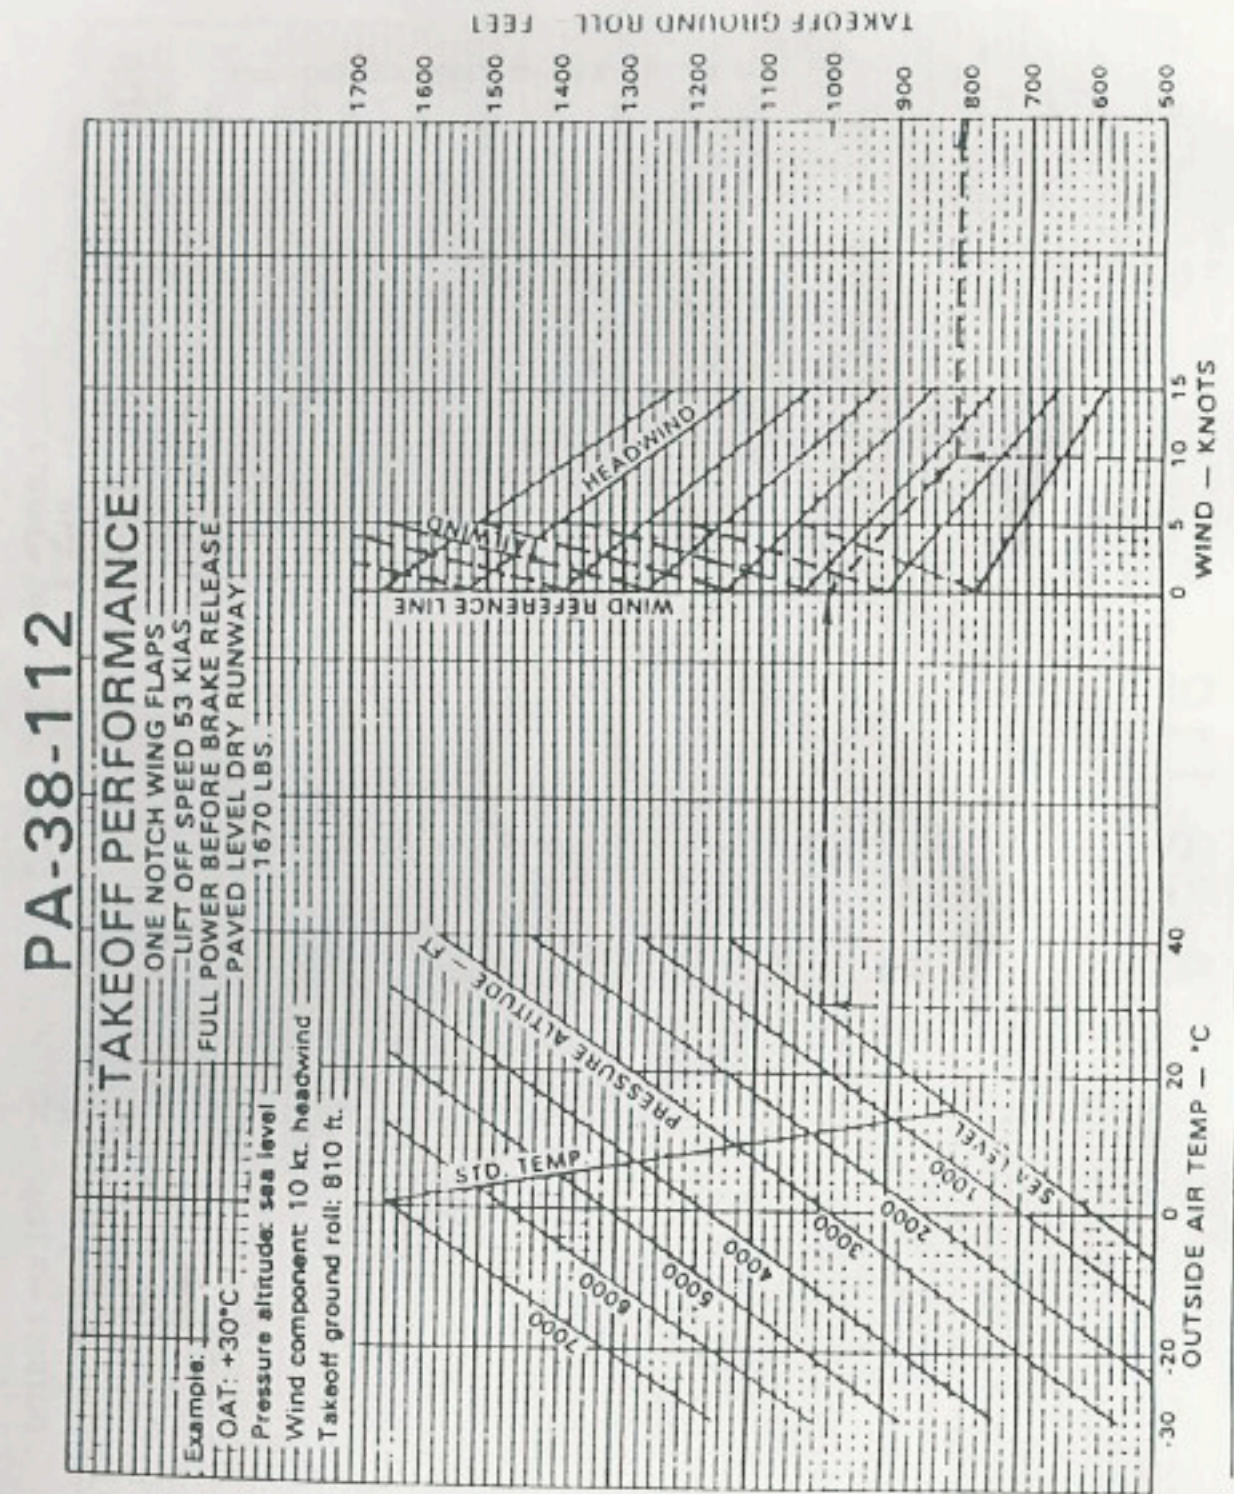 PA-38-112
TAKEOFF PERFORMANCE
ONE NOTCH WING FLAPS
LIFT OFF SPEED 53 KIAS
FULL POWER BEFORE BRAKE RELEASE
PAVED LEVEL DRY RUNWAY
1670 LBS.
Example:
OAT: +30°C
Pressure altitude: sea level
Wind component 10 kt. headwind
Takeoff ground roll: 810 ft.
PRESSURE ALTITUDE - FT
STD. TEMP
7000
6000
5000
4000
3000
2000
1000
SEA LEVEL
WIND REFERENCE LINE
TAILWIND
HEADWIND
1700
1600
1500
1400
1300
1200
1100
1000
900
800
700
600
500
TAKEOFF GROUND ROLL - FEET
-30 -20 0 20 40
OUTSIDE AIR TEMP — °C
0 5 10 15
WIND — KNOTS